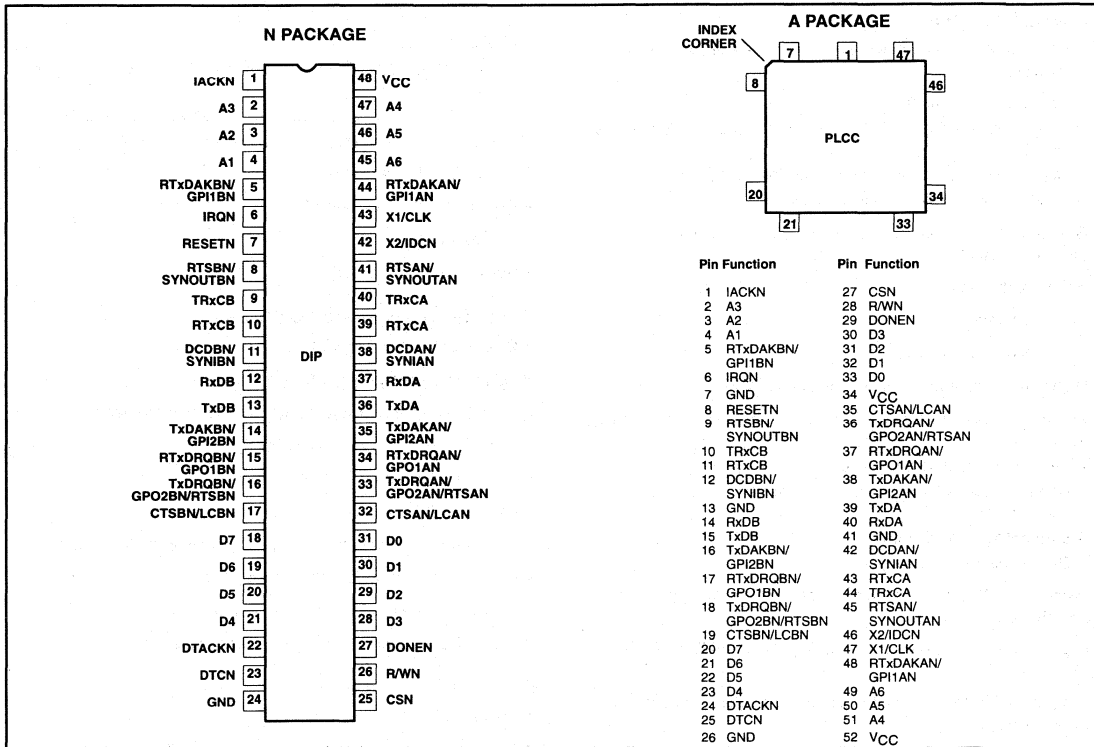 N PACKAGE
IACKN 1 48 VCC
A3 2 47 A4
A2 3 46 A5
A1 4 45 A6
RTxDAKBN/
GPI1BN 5 44 RTxDAKAN/
GPI1AN
IRQN 6 43 X1/CLK
RESETN 7 42 X2/IDCN
RTSBN/
SYNOUTBN 8 41 RTSAN/
SYNOUTAN
TRxCB 9 40 TRxCA
RTxCB 10 39 RTxCA
DCDBN/
SYNIBN 11 DIP 38 DCDAN/
SYNIAN
RxDB 12 37 RxDA
TxDB 13 36 TxDA
TxDAKBN/
GPI2BN 14 35 TxDAKAN/
GPI2AN
RTxDRQBN/
GPO1BN 15 34 RTxDRQAN/
GPO1AN
TxDRQBN/
GPO2BN/RTSBN 16 33 TxDRQAN/
GPO2AN/RTSAN
CTSBN/LCBN 17 32 CTSAN/LCAN
D7 18 31 D0
D6 19 30 D1
D5 20 29 D2
D4 21 28 D3
DTACKN 22 27 DONEN
DTCN 23 26 R/WN
GND 24 25 CSN
A PACKAGE
INDEX
CORNER
7 1 47
8 46
PLCC
20 34
21 33
Pin Function
1 IACKN
2 A3
3 A2
4 A1
5 RTxDAKBN/
GPI1BN
6 IRQN
7 GND
8 RESETN
9 RTSBN/
SYNOUTBN
10 TRxCB
11 RTxCB
12 DCDBN/
SYNIBN
13 GND
14 RxDB
15 TxDB
16 TxDAKBN/
GPI2BN
17 RTxDRQBN/
GPO1BN
18 TxDRQBN/
GPO2BN/RTSBN
19 CTSBN/LCBN
20 D7
21 D6
22 D5
23 D4
24 DTACKN
25 DTCN
26 GND
Pin Function
27 CSN
28 R/WN
29 DONEN
30 D3
31 D2
32 D1
33 D0
34 VCC
35 CTSAN/LCAN
36 TxDRQAN/
GPO2AN/RTSAN
37 RTxDRQAN/
GPO1AN
38 TxDAKAN/
GPI2AN
39 TxDA
40 RxDA
41 GND
42 DCDAN/
SYNIAN
43 RTxCA
44 TRxCA
45 RTSAN/
SYNOUTAN
46 X2/IDCN
47 X1/CLK
48 RTxDAKAN/
GPI1AN
49 A6
50 A5
51 A4
52 VCC